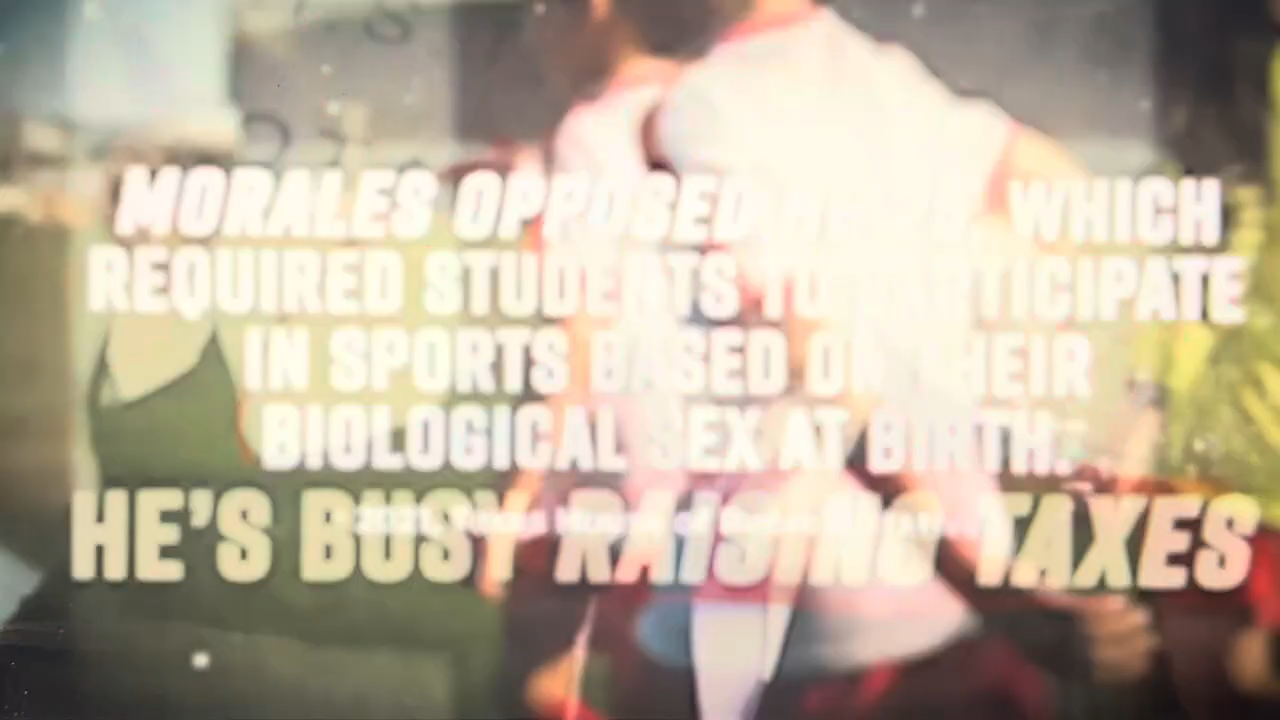 MORALES OPPOSED WHICH
REQUIRED STUDENTS TO PARTICIPATE
IN SPORTS BASED ON THEIR
BIOLOGICAL SEX AT BIRTH.
HE'S BUSY RAISING TAXES